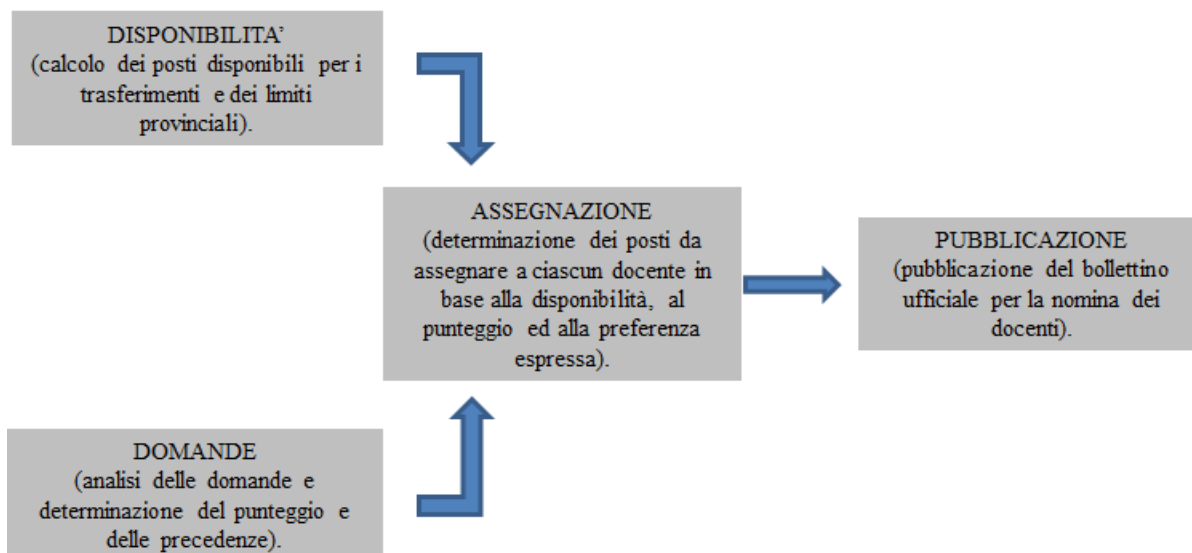 DISPONIBILITA’
(calcolo dei posti disponibili per i
trasferimenti e dei limiti
provinciali).
ASSEGNAZIONE
(determinazione dei posti da
assegnare a ciascun docente in
base alla disponibilità, al
punteggio ed alla preferenza
espressa).
PUBBLICAZIONE
(pubblicazione del bollettino
ufficiale per la nomina dei
docenti).
DOMANDE
(analisi delle domande e
determinazione del punteggio e
delle precedenze).